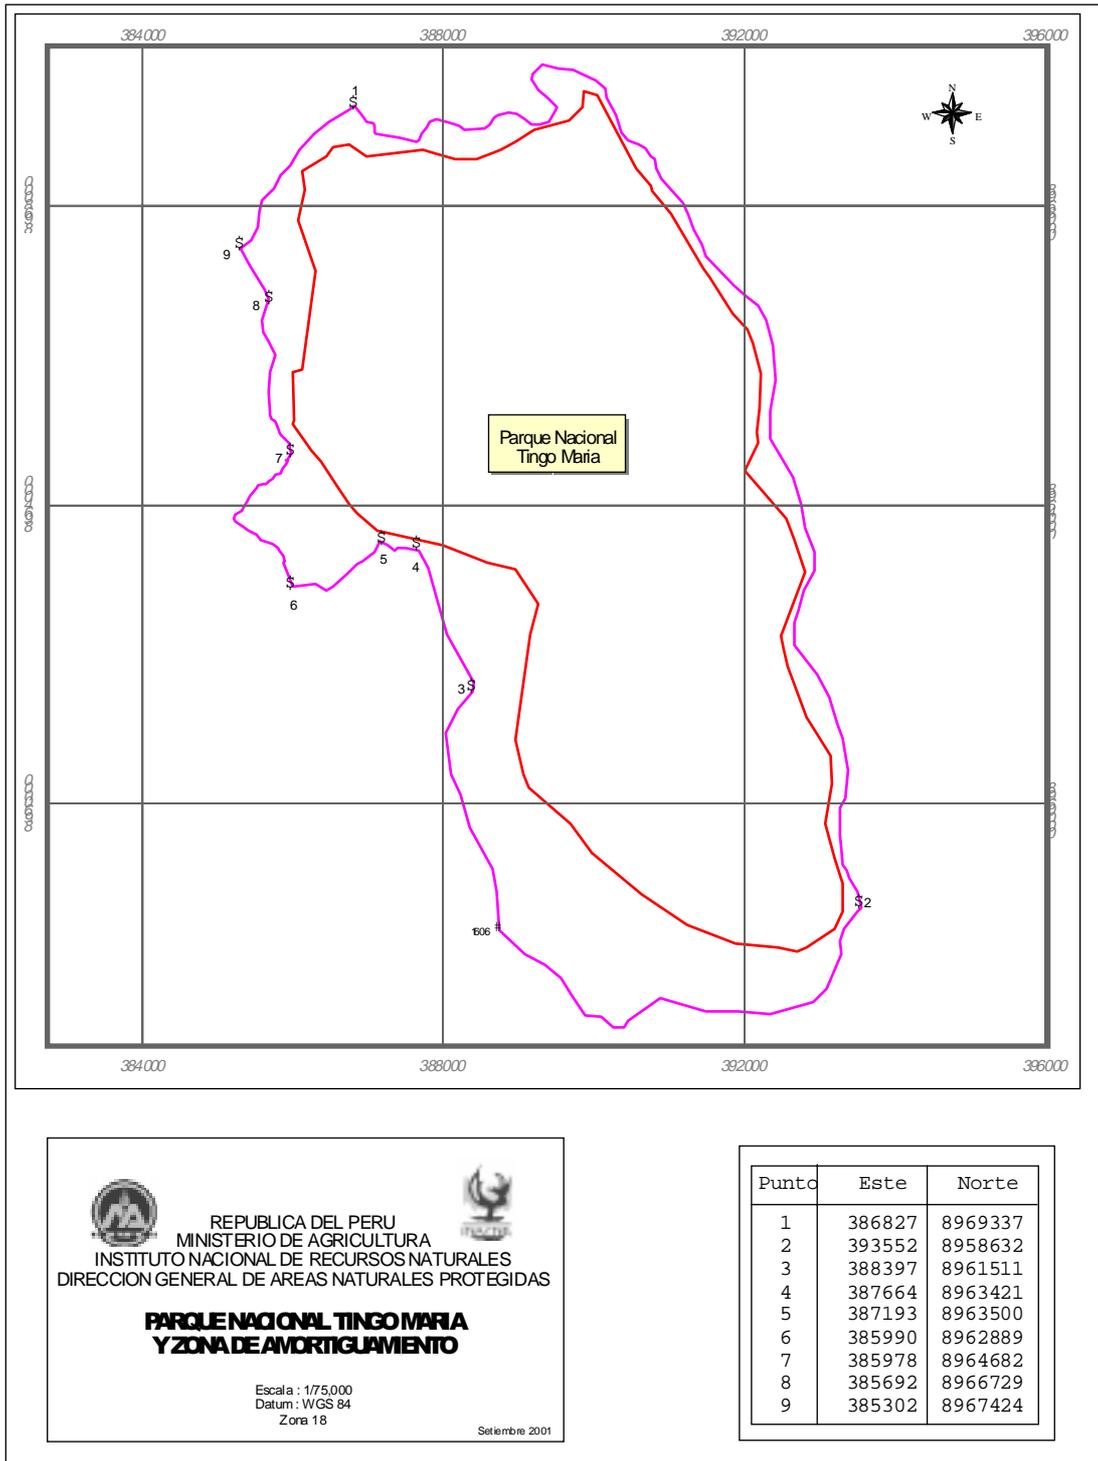 384000 388000 392000 396000
N
W E
S
1
9
8
Parque Nacional
Tingo Maria
7
5
4
6
3
2
1606
384000 388000 392000 396000
REPUBLICA DEL PERU
MINISTERIO DE AGRICULTURA
INSTITUTO NACIONAL DE RECURSOS NATURALES
DIRECCION GENERAL DE AREAS NATURALES PROTEGIDAS
PARQUE NACIONAL TINGO MARIA
Y ZONA DE AMORTIGUAMIENTO
Escala : 1/75,000
Datum : WGS 84
Zona 18
Setiembre 2001
Punto Este Norte
1 386827 8969337
2 393552 8958632
3 388397 8961511
4 387664 8963421
5 387193 8963500
6 385990 8962889
7 385978 8964682
8 385692 8966729
9 385302 8967424